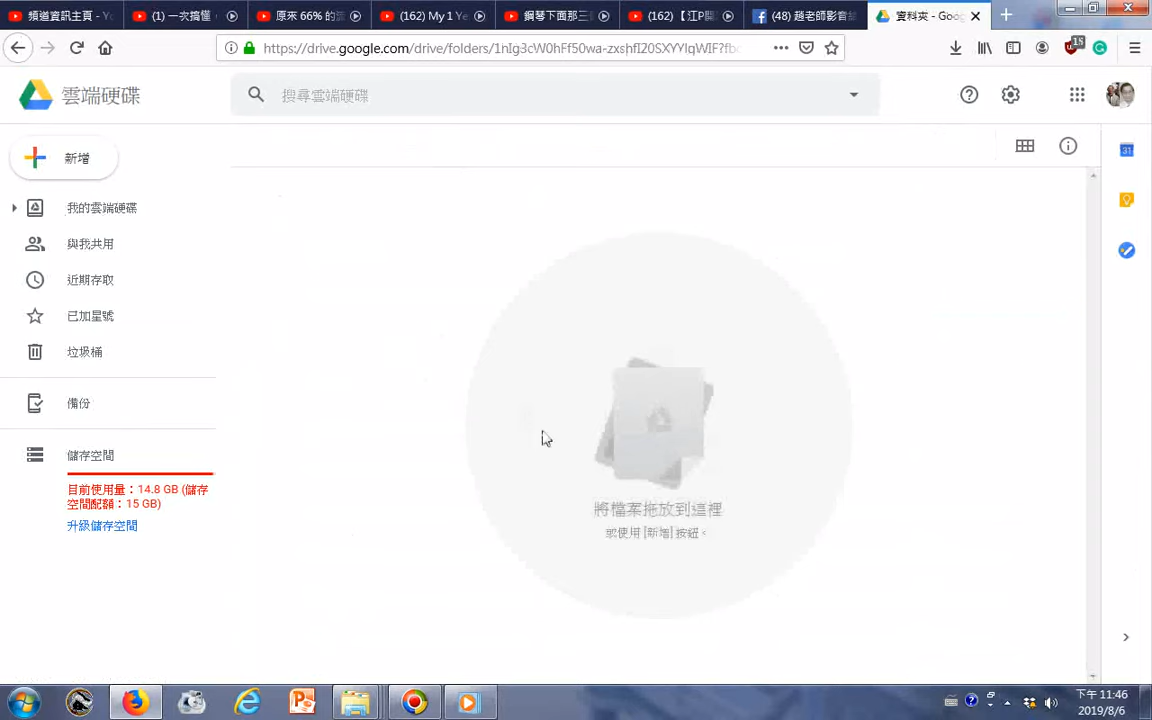 頻道資訊主頁 - Y
(1) 一次搞懂
原來 66% 的
(162) My 1 Ye
鋼琴下面那三
(162)【江P開
(48) 趙老師影音
資料夾 - Goog
https://drive.google.com/drive/folders/
18
雲端硬碟
搜尋雲端硬碟
新增
31
我的雲端硬碟
與我共用
近期存取
已加星號
垃圾桶
備份
儲存空間
目前使用量：14.8 GB (儲存
空間配額：15 GB)
升級儲存空間
將檔案拖放到這裡
或使用 [新增] 按鈕。
下午 11:46
2019/8/6